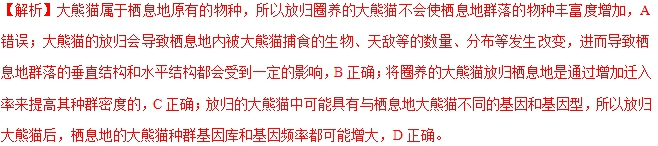 【解析】大熊猫属于栖息地原有的物种，所以放归圈养的大熊猫不会使栖息地群落的物种丰富度增加，A
错误；大熊猫的放归会导致栖息地内被大熊猫捕食的生物、天敌等的数量、分布等发生改变，进而导致栖
息地群落的垂直结构和水平结构都会受到一定的影响，B 正确；将圈养的大熊猫放归栖息地是通过增加迁入
率来提高其种群密度的，C 正确；放归的大熊猫中可能具有与栖息地大熊猫不同的基因和基因型，所以放归
大熊猫后，栖息地的大熊猫种群基因库和基因频率都可能增大，D 正确。